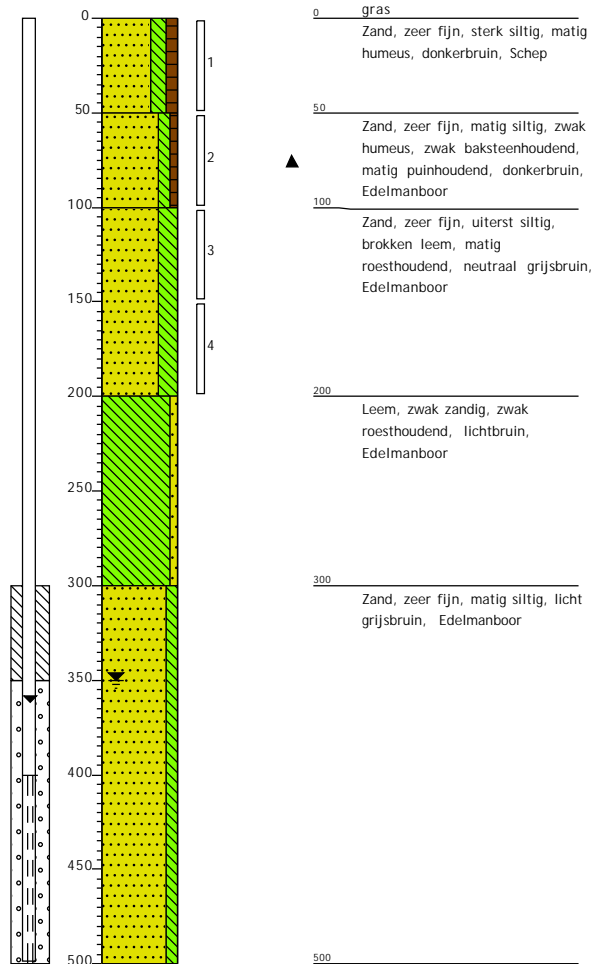 0
50
100
150
200
250
300
350
400
450
500
1
2
3
4
0
gras
Zand, zeer fijn, sterk siltig, matig
humeus, donkerbruin, Schep
50
Zand, zeer fijn, matig siltig, zwak
humeus, zwak baksteenhoudend,
matig puinhoudend, donkerbruin,
Edelmanboor
100
Zand, zeer fijn, uiterst siltig,
brokken leem, matig
roesthoudend, neutraal grijsbruin,
Edelmanboor
200
Leem, zwak zandig, zwak
roesthoudend, lichtbruin,
Edelmanboor
300
Zand, zeer fijn, matig siltig, licht
grijsbruin, Edelmanboor
500